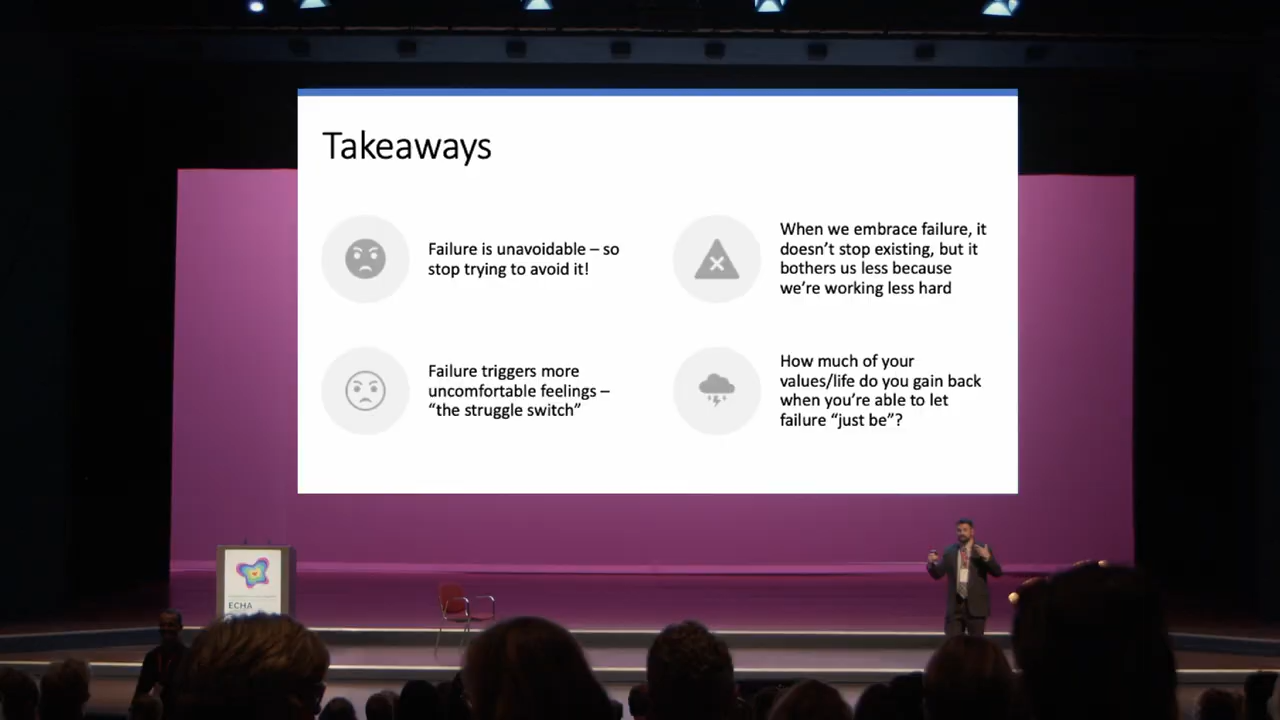 Takeaways
Failure is unavoidable – so
stop trying to avoid it!
When we embrace failure, it
doesn’t stop existing, but it
bothers us less because
we’re working less hard
Failure triggers more
uncomfortable feelings –
“the struggle switch”
How much of your
values/life do you gain back
when you’re able to let
failure “just be”?
ECHA